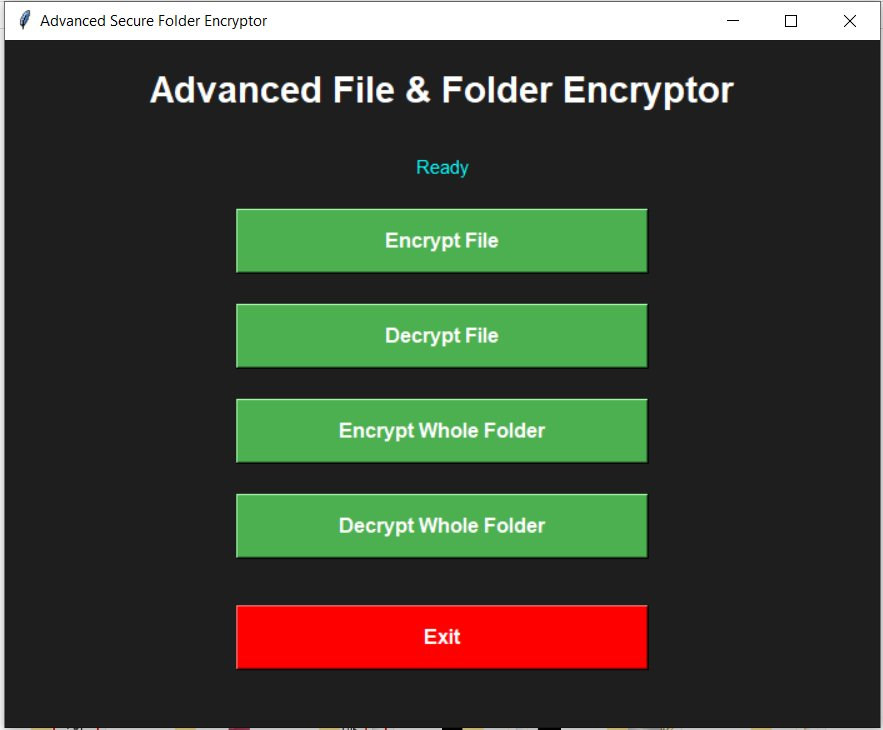 Advanced Secure Folder Encryptor
Advanced File & Folder Encryptor
Ready
Encrypt File
Decrypt File
Encrypt Whole Folder
Decrypt Whole Folder
Exit